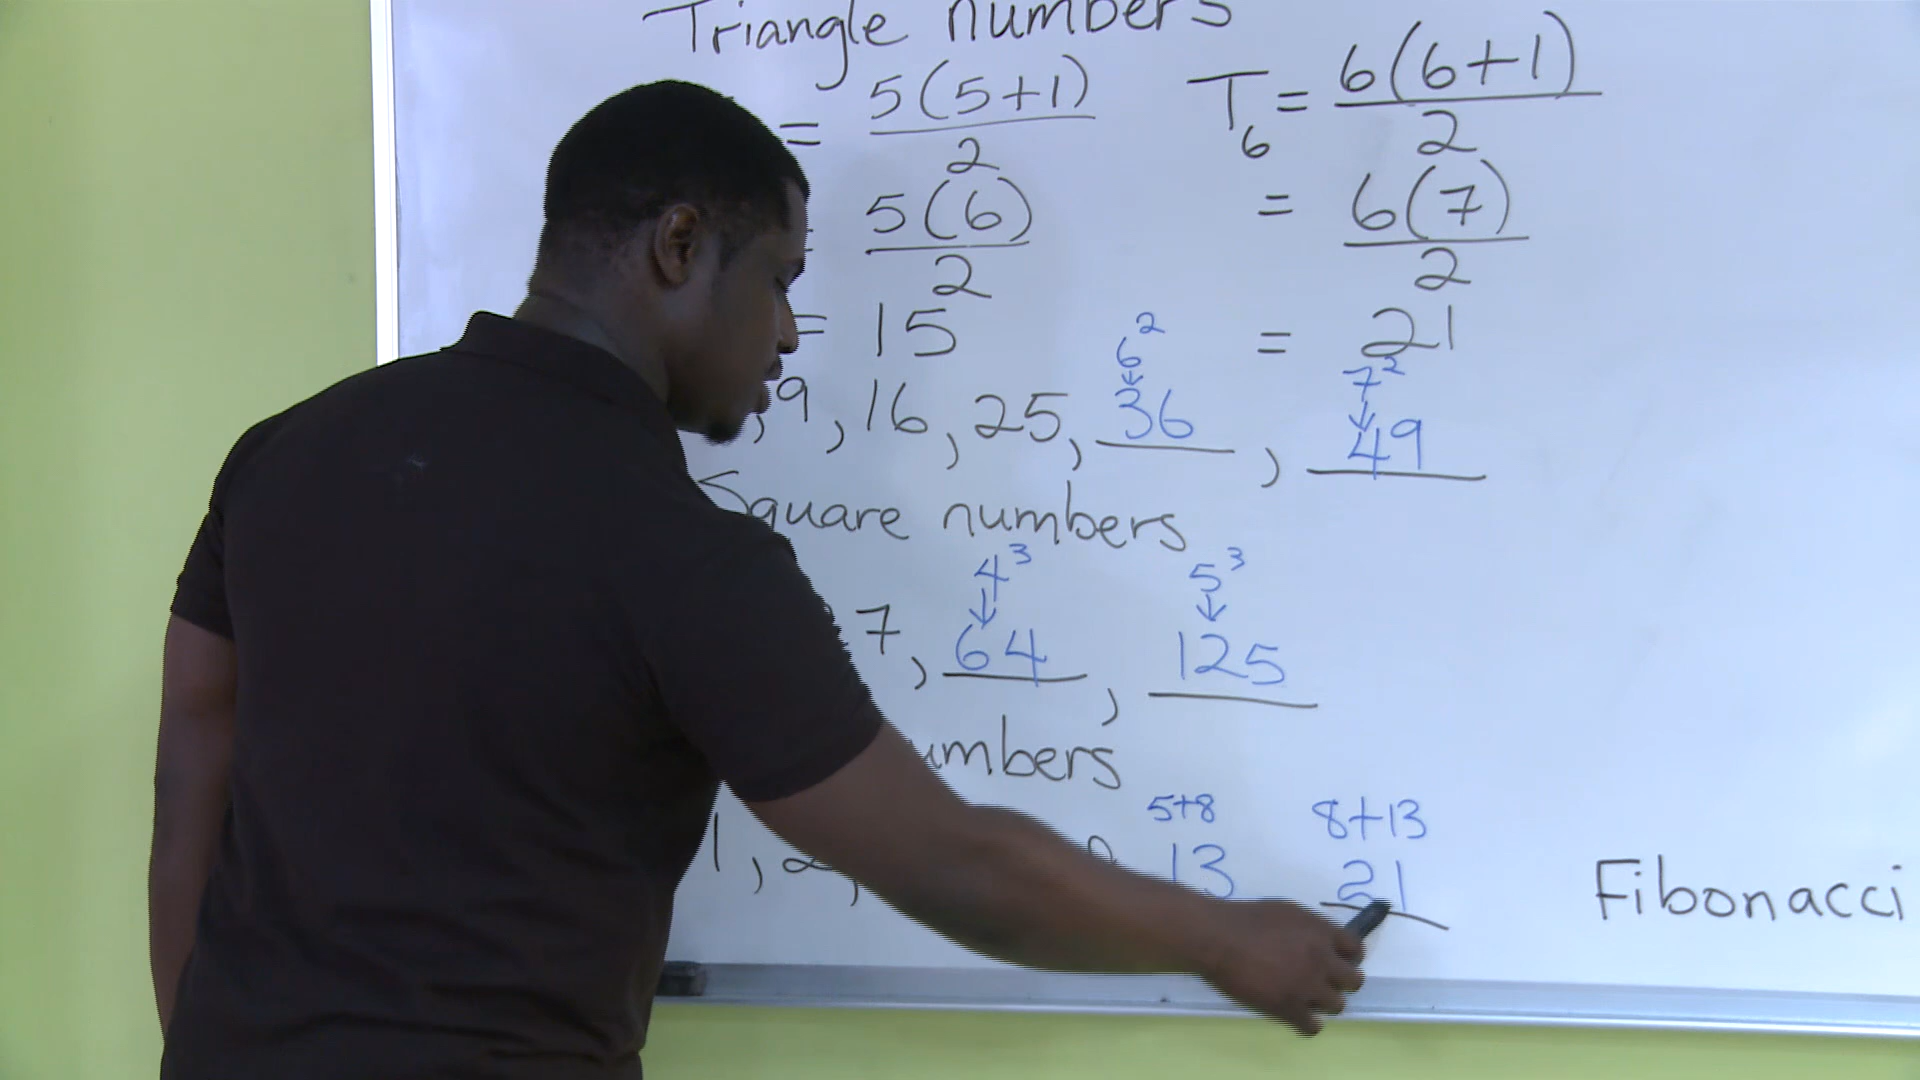 Triangle numbers
= 5(5+1)/2
T₆ = 6(6+1)/2
= 5(6)/2
= 6(7)/2
= 15
= 21
6² 7²
↓ ↓
, 9, 16, 25, 36, 49
Square numbers
4³ 5³
↓ ↓
7, 64, 125
umbers
5+8 8+13
1, 2, 13 21 Fibonacci